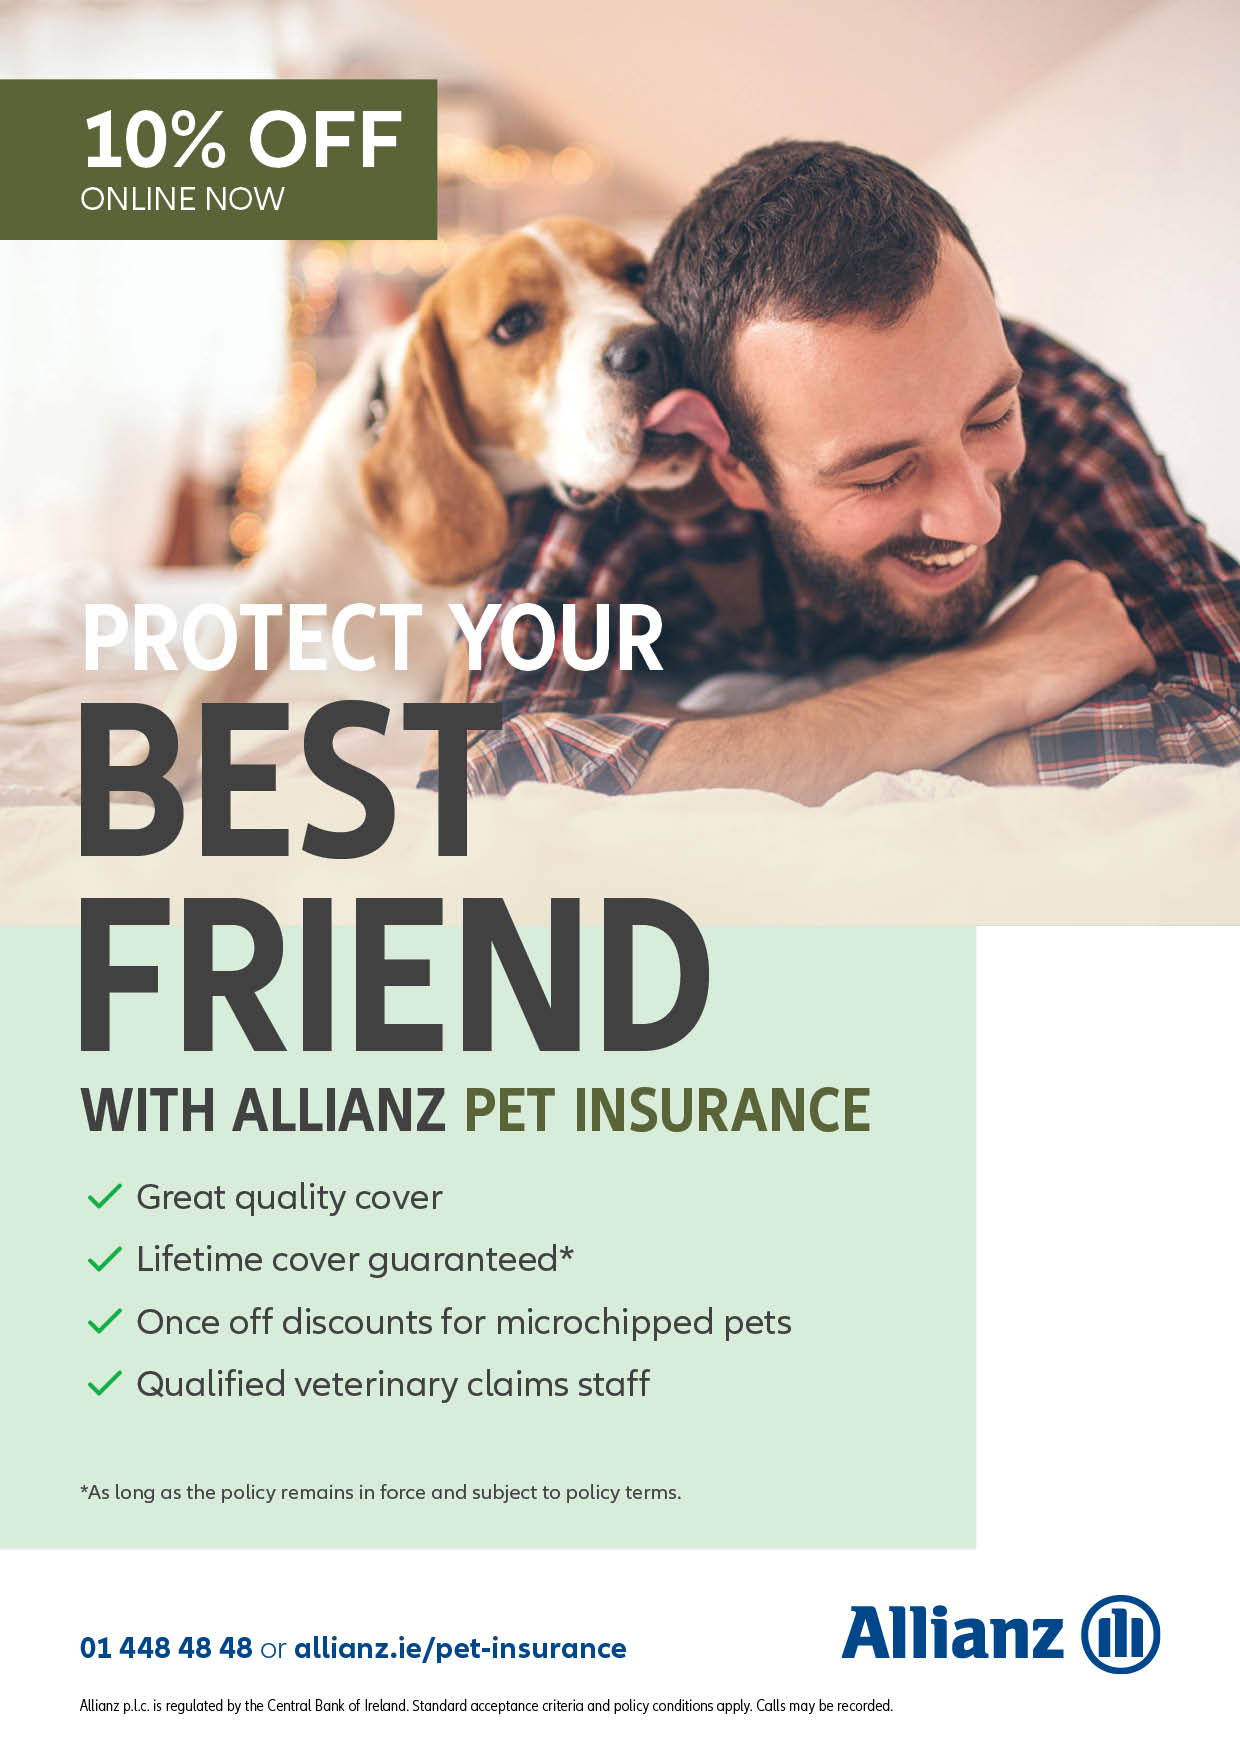 10% OFF
ONLINE NOW
PROTECT YOUR
BEST
FRIEND
WITH ALLIANZ PET INSURANCE
Great quality cover
Lifetime cover guaranteed*
Once off discounts for microchipped pets
Qualified veterinary claims staff
*As long as the policy remains in force and subject to policy terms.
01 448 48 48 or allianz.ie/pet-insurance
Allianz
Allianz p.l.c. is regulated by the Central Bank of Ireland. Standard acceptance criteria and policy conditions apply. Calls may be recorded.